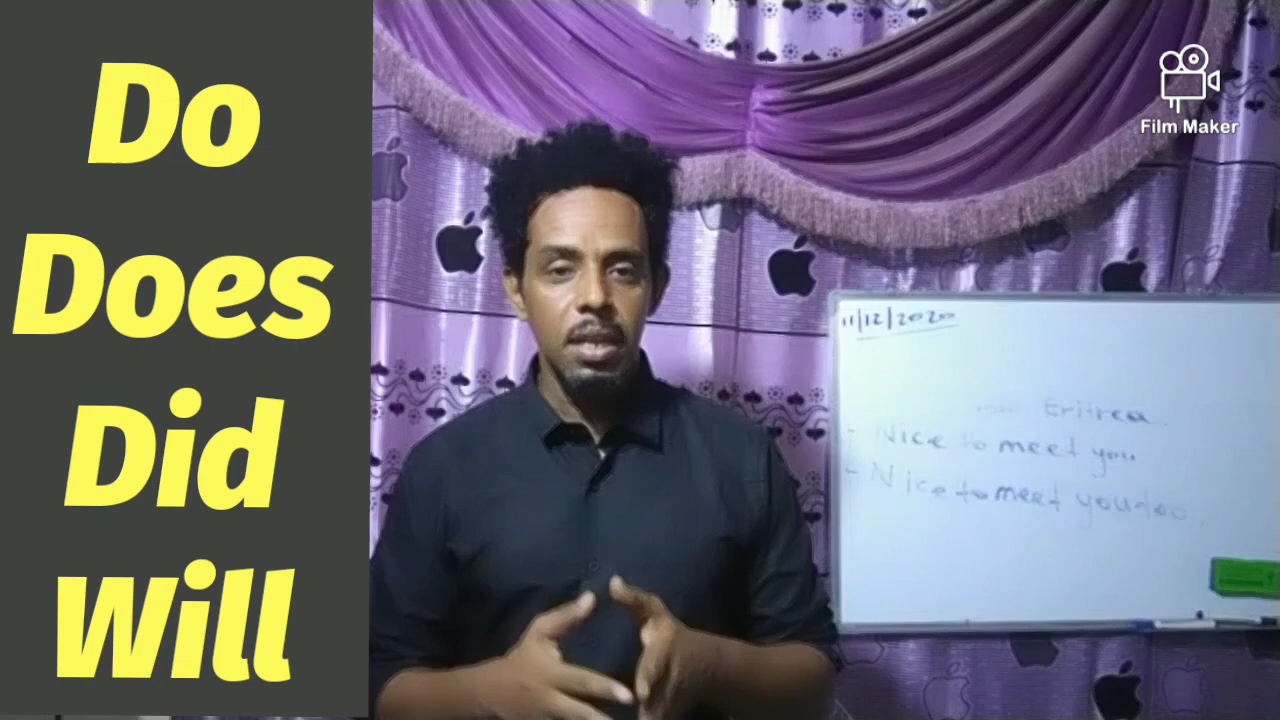 Do
Does
Did
Will
Film Maker
11/12/2020
Eritrea.
- Nice to meet you
- Nice to meet you too.